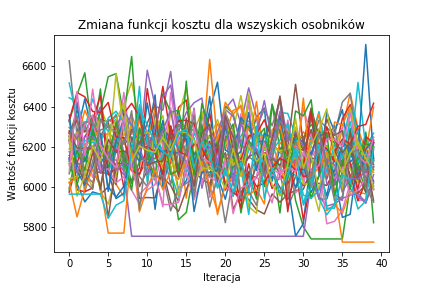 Zmiana funkcji kosztu dla wszyskich osobników
Wartość funkcji kosztu
6600
6400
6200
6000
5800
0 5 10 15 20 25 30 35 40
Iteracja